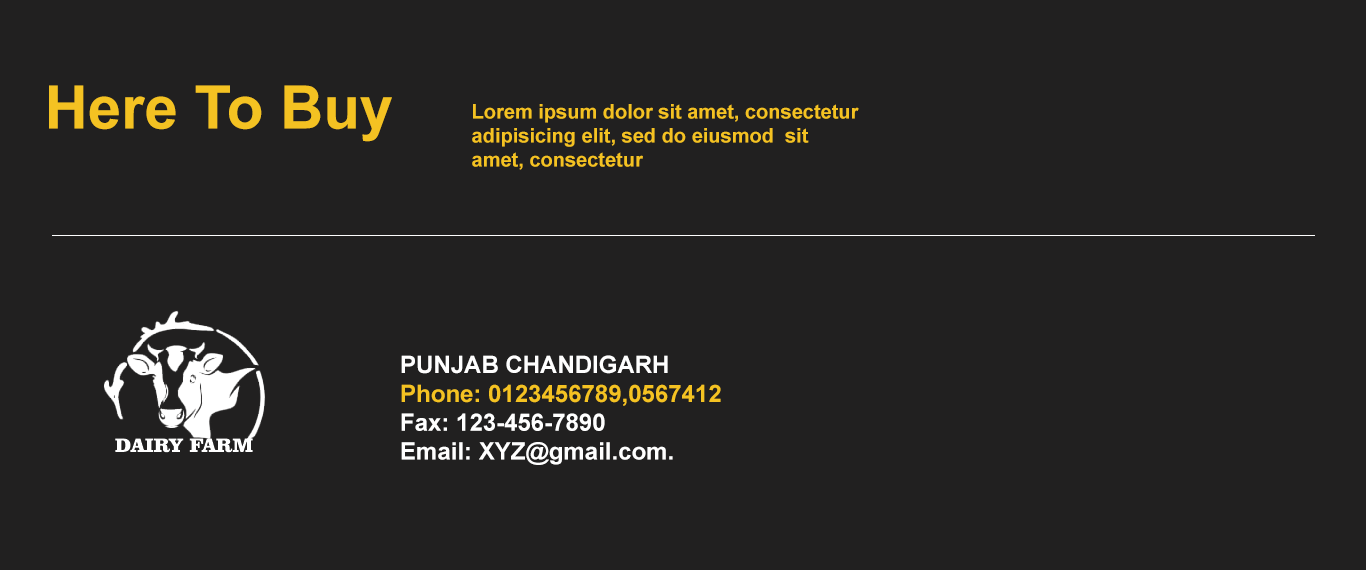 Here To Buy
Lorem ipsum dolor sit amet, consectetur
adipisicing elit, sed do eiusmod  sit
amet, consectetur
DAIRY FARM
PUNJAB CHANDIGARH
Phone: 0123456789,0567412
Fax: 123-456-7890
Email: XYZ@gmail.com.